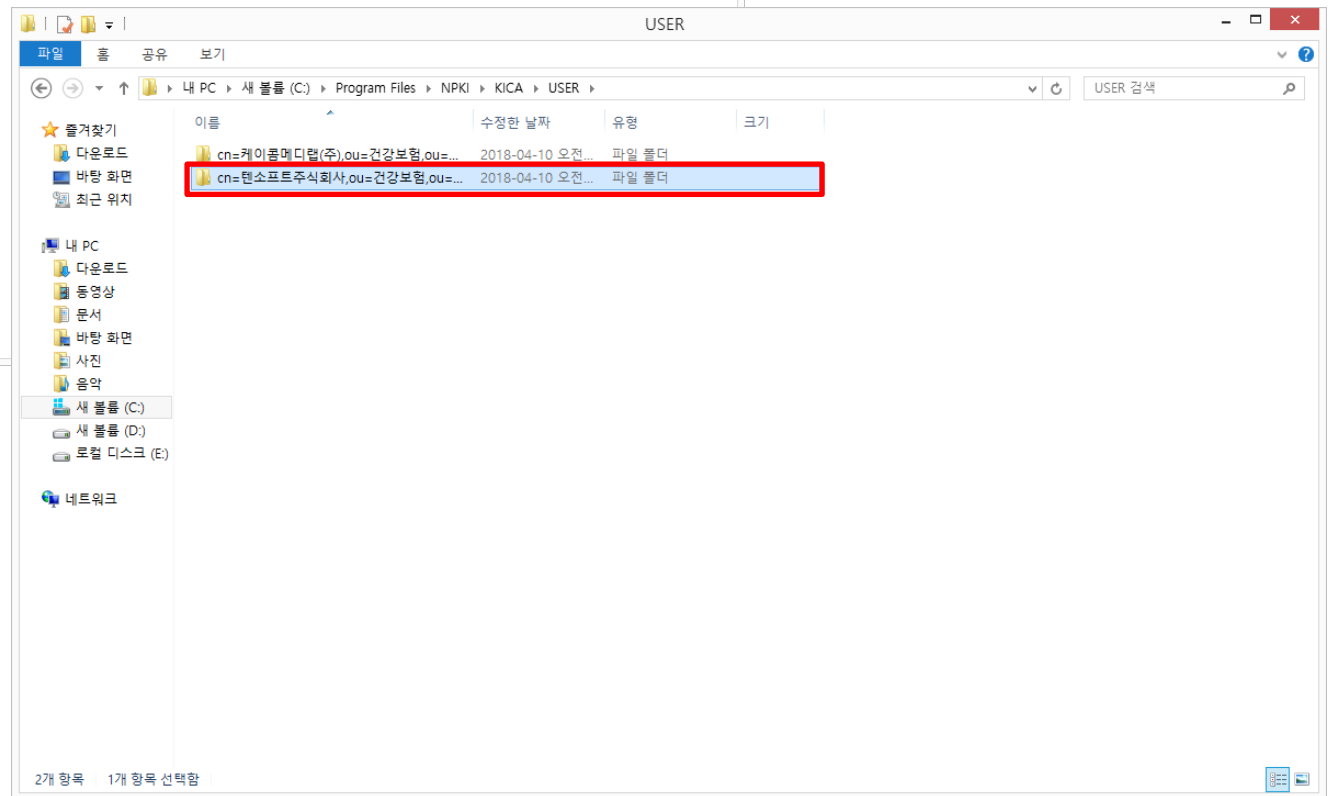 USER
파일 홈 공유 보기
내 PC 새 볼륨 (C:) Program Files NPKI KICA USER
USER 검색
이름 수정한 날짜 유형 크기
cn=케이콤메디랩(주),ou=건강보험,ou=... 2018-04-10 오전... 파일 폴더
cn=텐소프트주식회사,ou=건강보험,ou=... 2018-04-10 오전... 파일 폴더
즐겨찾기
다운로드
바탕 화면
최근 위치
내 PC
다운로드
동영상
문서
바탕 화면
사진
음악
새 볼륨 (C:)
새 볼륨 (D:)
로컬 디스크 (E:)
네트워크
2개 항목 1개 항목 선택함